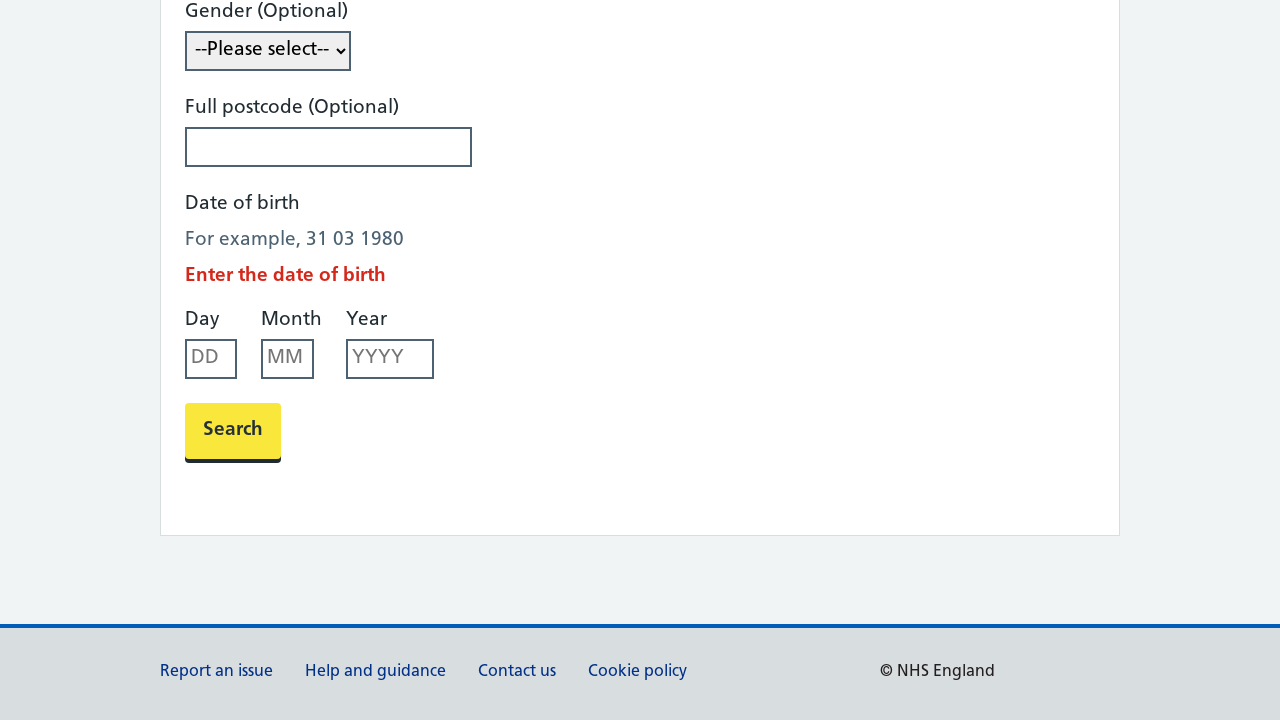 Gender (Optional)
--Please select--
Full postcode (Optional)
Date of birth
For example, 31 03 1980
Enter the date of birth
Day Month Year
DD MM YYYY
Search
Report an issue Help and guidance Contact us Cookie policy © NHS England